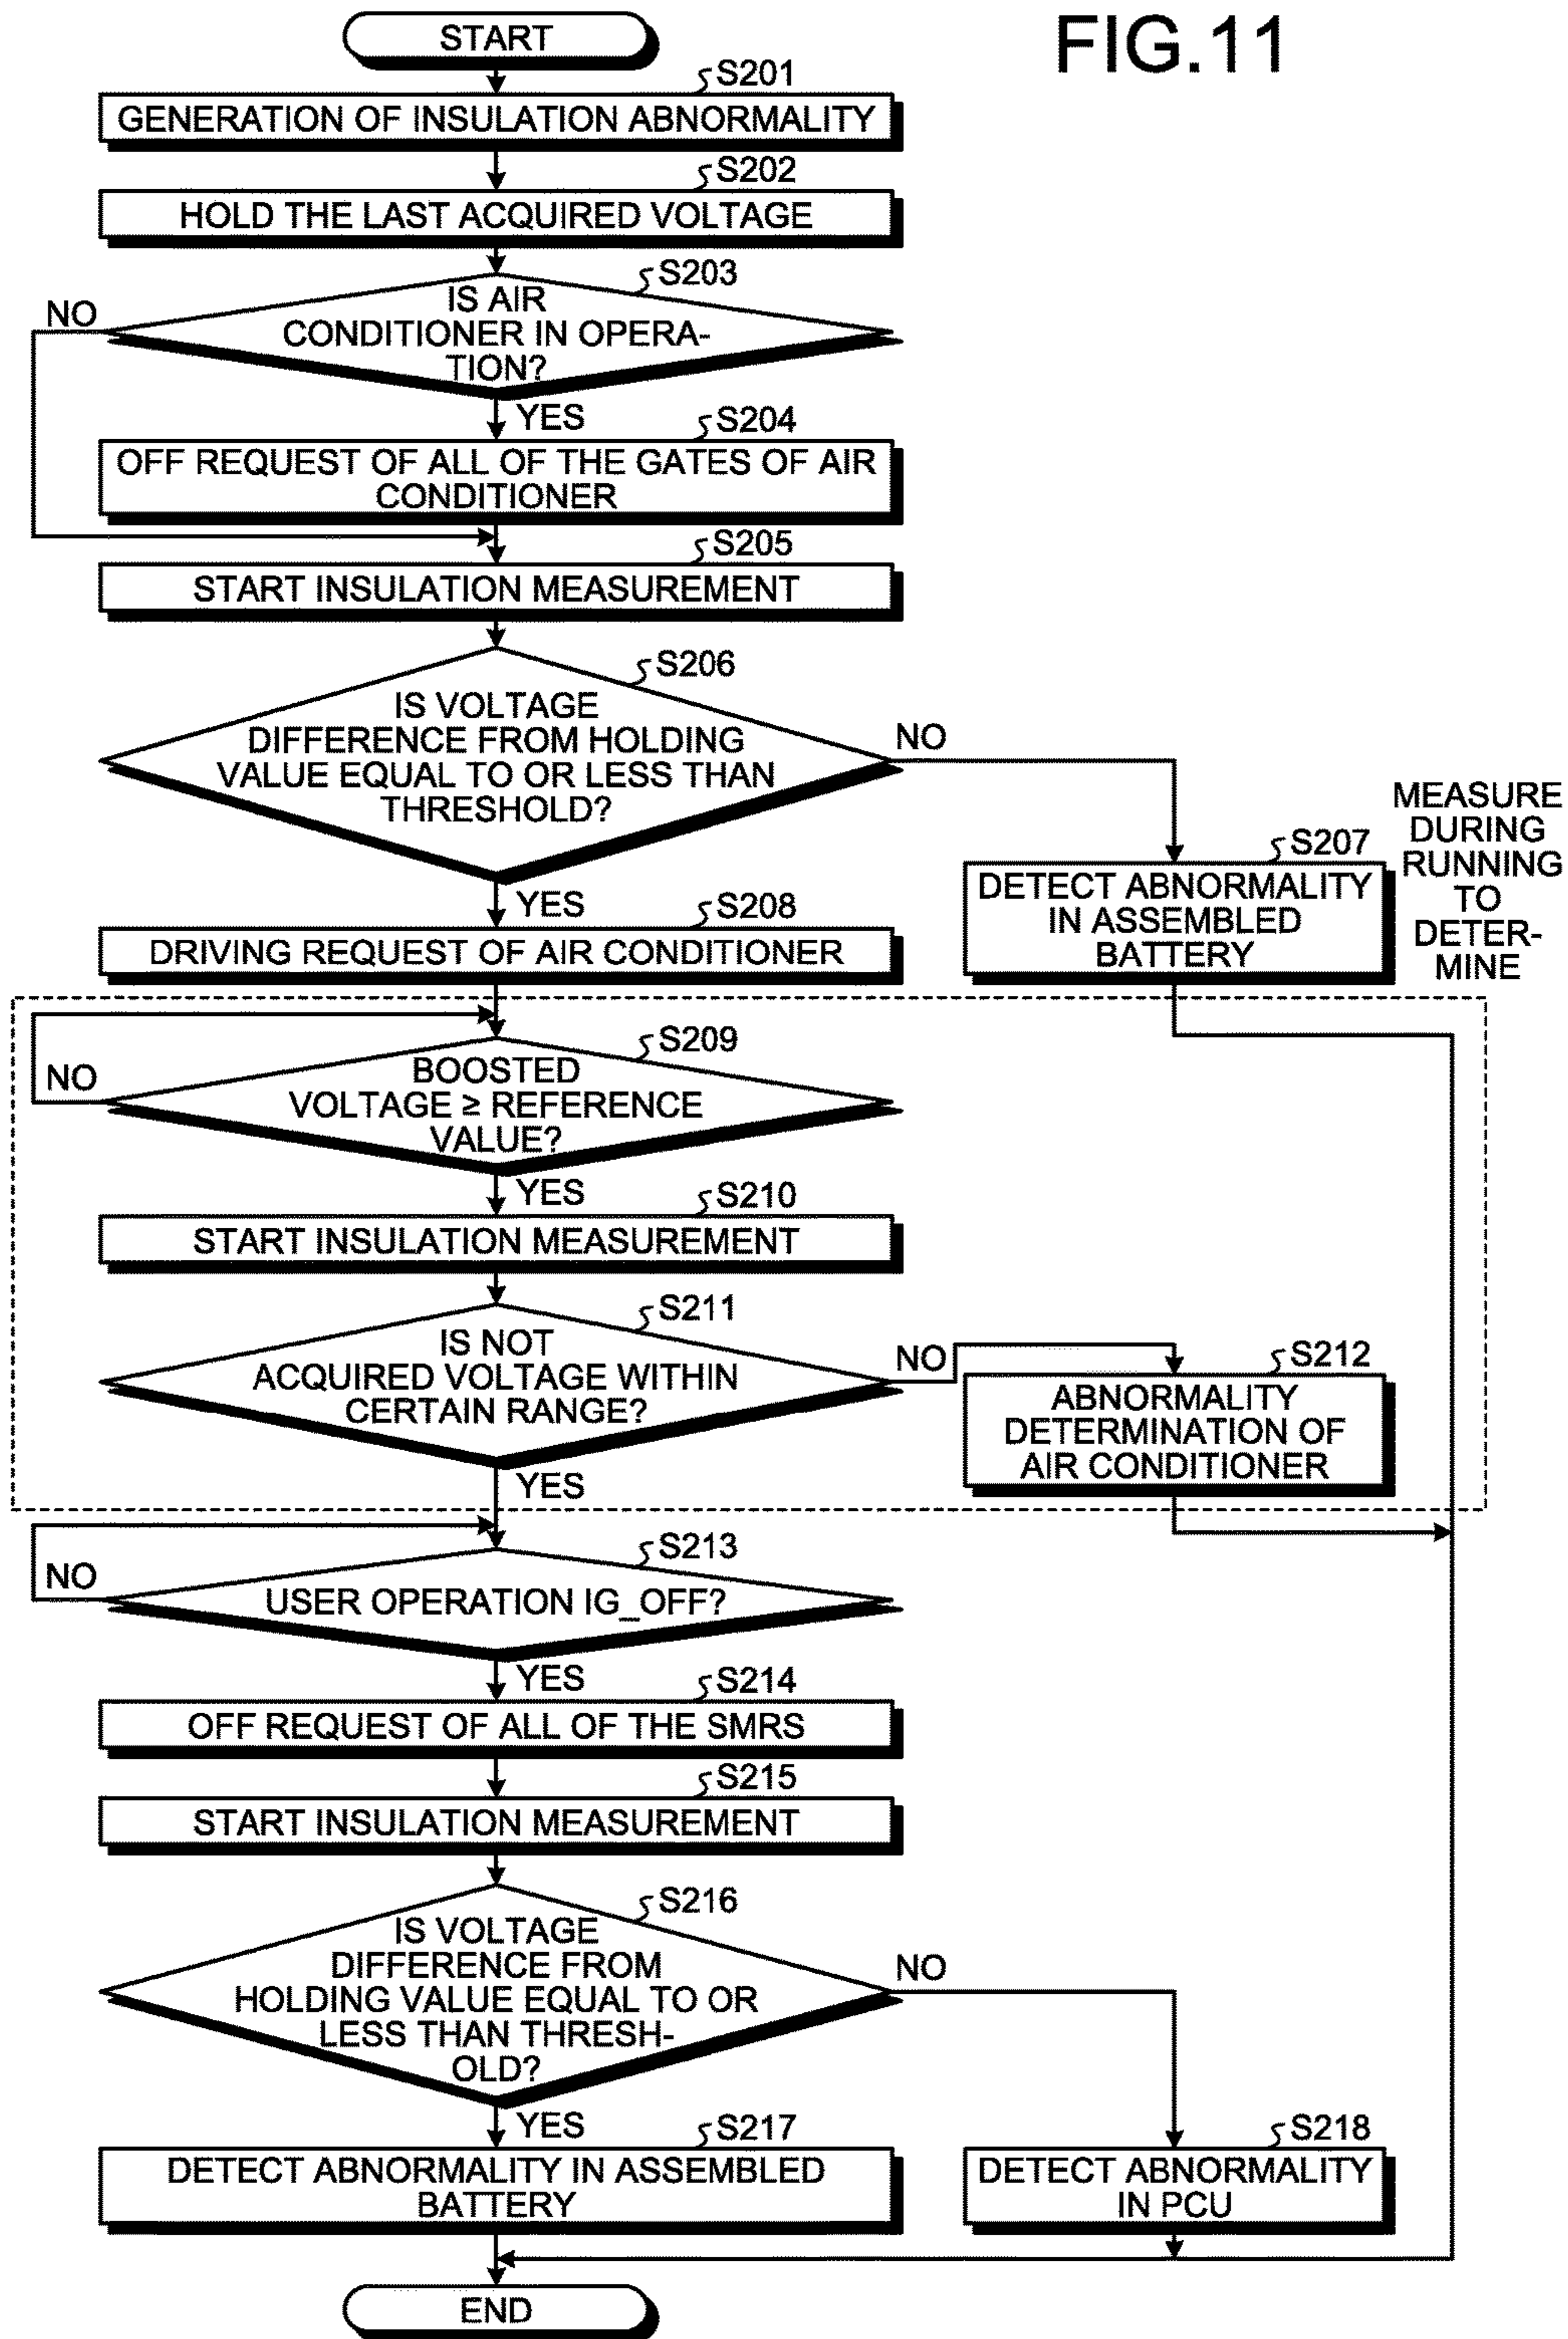 FIG.11
START
S201
GENERATION OF INSULATION ABNORMALITY
S202
HOLD THE LAST ACQUIRED VOLTAGE
S203
IS AIR
CONDITIONER IN OPERA-
TION?
NO
YES
S204
OFF REQUEST OF ALL OF THE GATES OF AIR
CONDITIONER
S205
START INSULATION MEASUREMENT
S206
IS VOLTAGE
DIFFERENCE FROM HOLDING
VALUE EQUAL TO OR LESS THAN
THRESHOLD?
NO
YES
S207
DETECT ABNORMALITY
IN ASSEMBLED
BATTERY
MEASURE
DURING
RUNNING
TO
DETER-
MINE
S208
DRIVING REQUEST OF AIR CONDITIONER
S209
BOOSTED
VOLTAGE ≥ REFERENCE
VALUE?
NO
YES
S210
START INSULATION MEASUREMENT
S211
IS NOT
ACQUIRED VOLTAGE WITHIN
CERTAIN RANGE?
NO
YES
S212
ABNORMALITY
DETERMINATION OF
AIR CONDITIONER
S213
USER OPERATION IG_OFF?
NO
YES
S214
OFF REQUEST OF ALL OF THE SMRS
S215
START INSULATION MEASUREMENT
S216
IS VOLTAGE
DIFFERENCE FROM
HOLDING VALUE EQUAL TO OR
LESS THAN THRESH-
OLD?
NO
YES
S217
DETECT ABNORMALITY IN ASSEMBLED
BATTERY
S218
DETECT ABNORMALITY
IN PCU
END